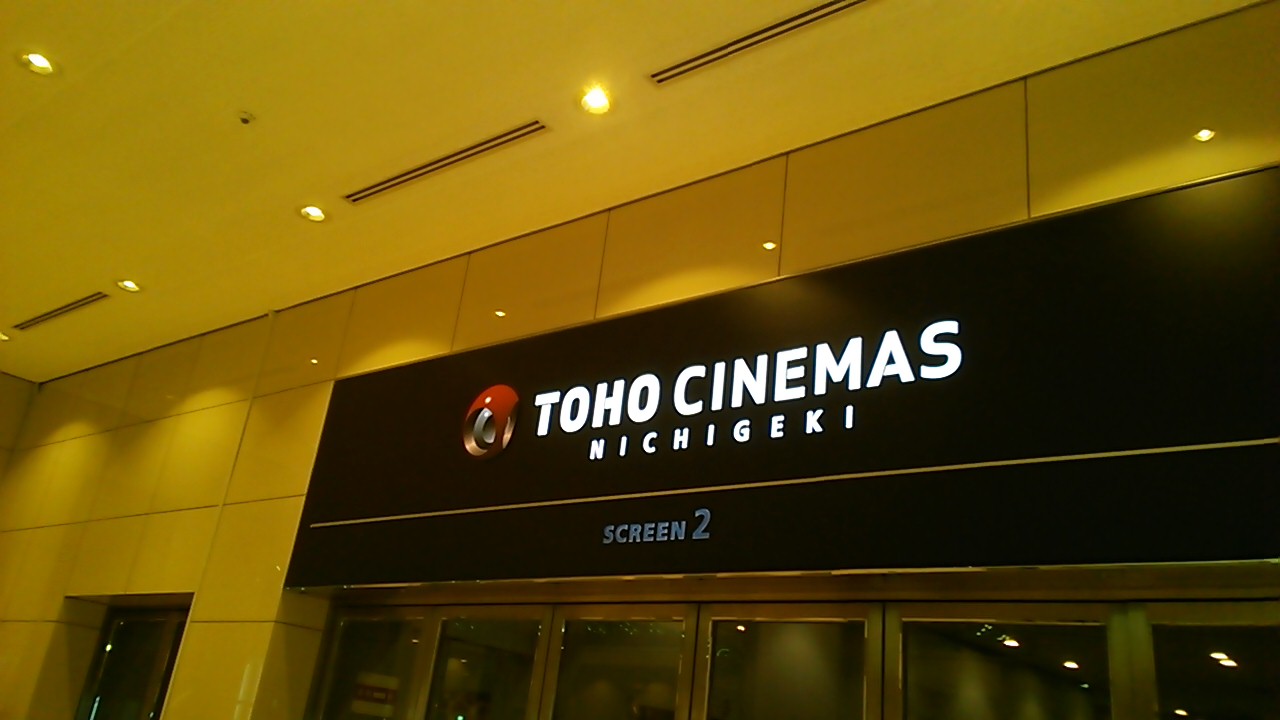 TOHO CINEMAS
NICHIGEKI
SCREEN 2